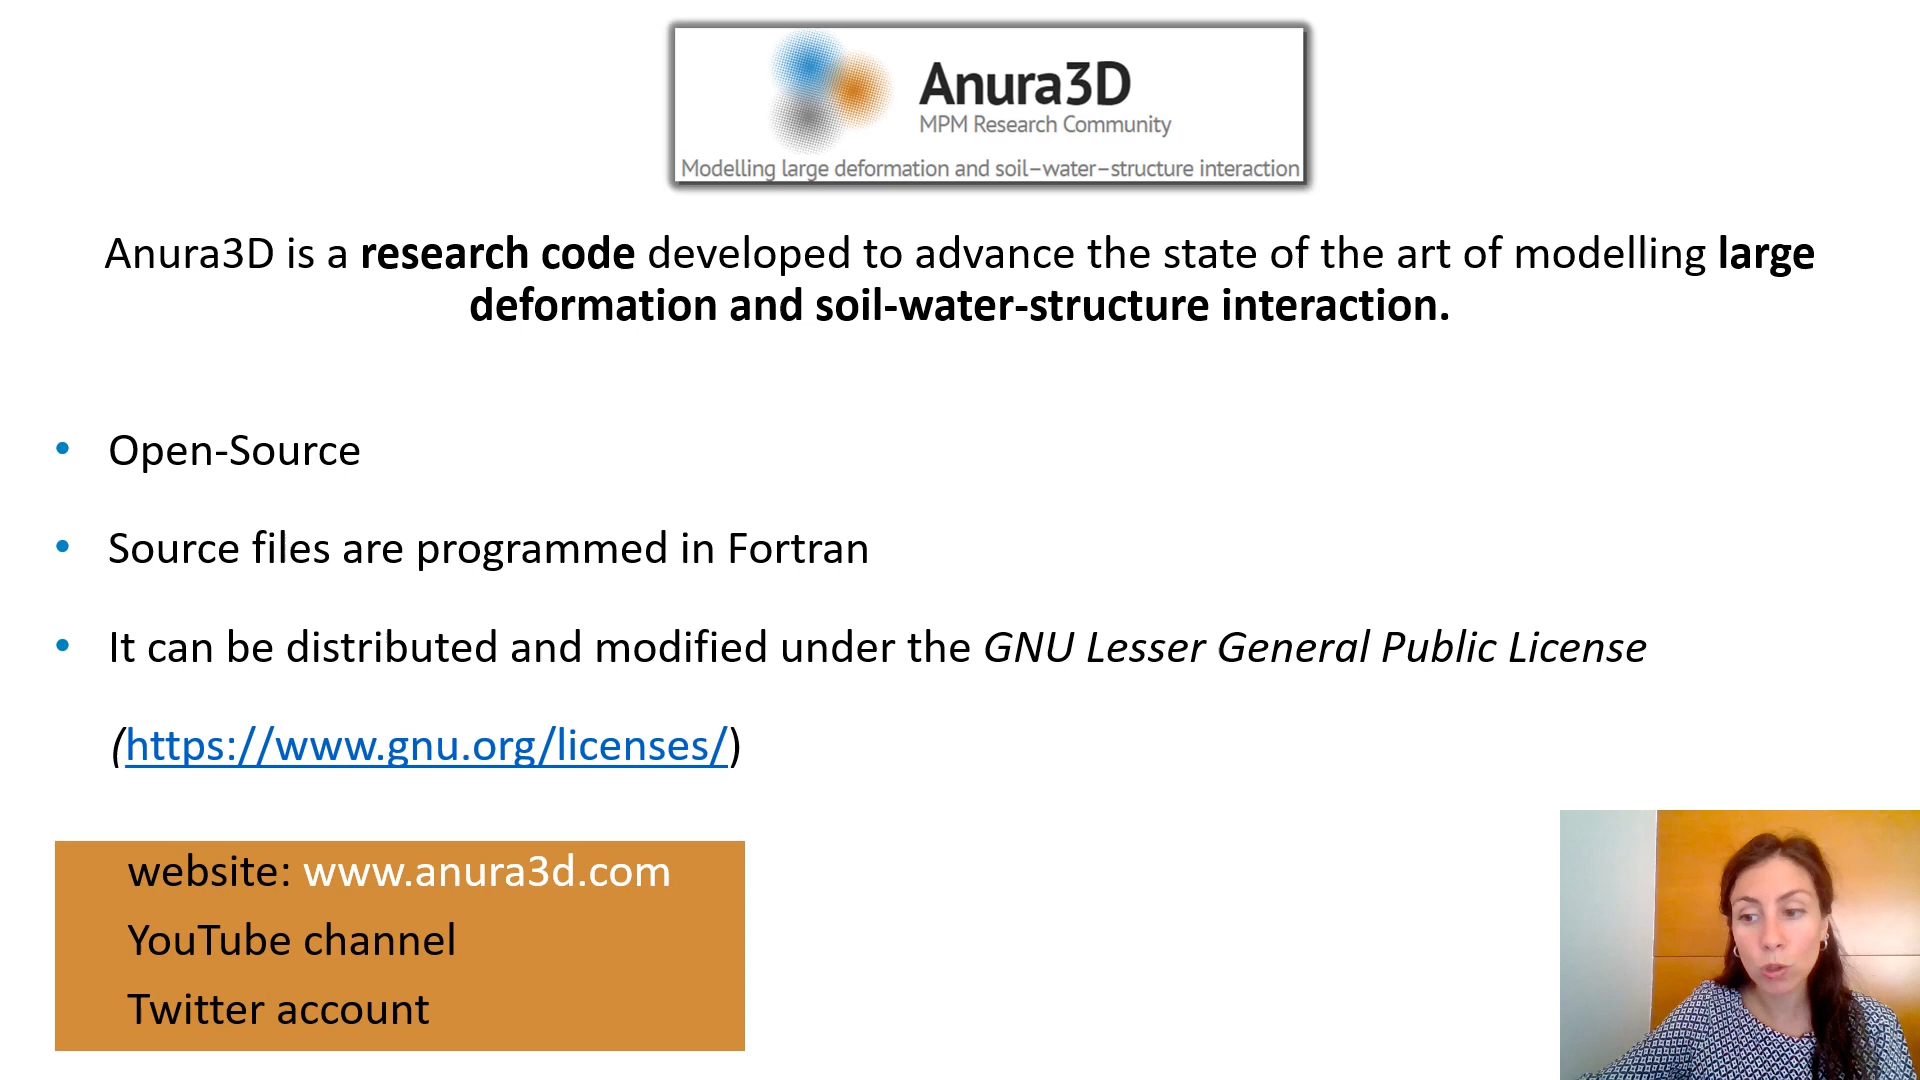 Anura3D
MPM Research Community
Modelling large deformation and soil–water–structure interaction
Anura3D is a research code developed to advance the state of the art of modelling large
deformation and soil-water-structure interaction.
• Open-Source
• Source files are programmed in Fortran
• It can be distributed and modified under the GNU Lesser General Public License
(https://www.gnu.org/licenses/)
website: www.anura3d.com
YouTube channel
Twitter account